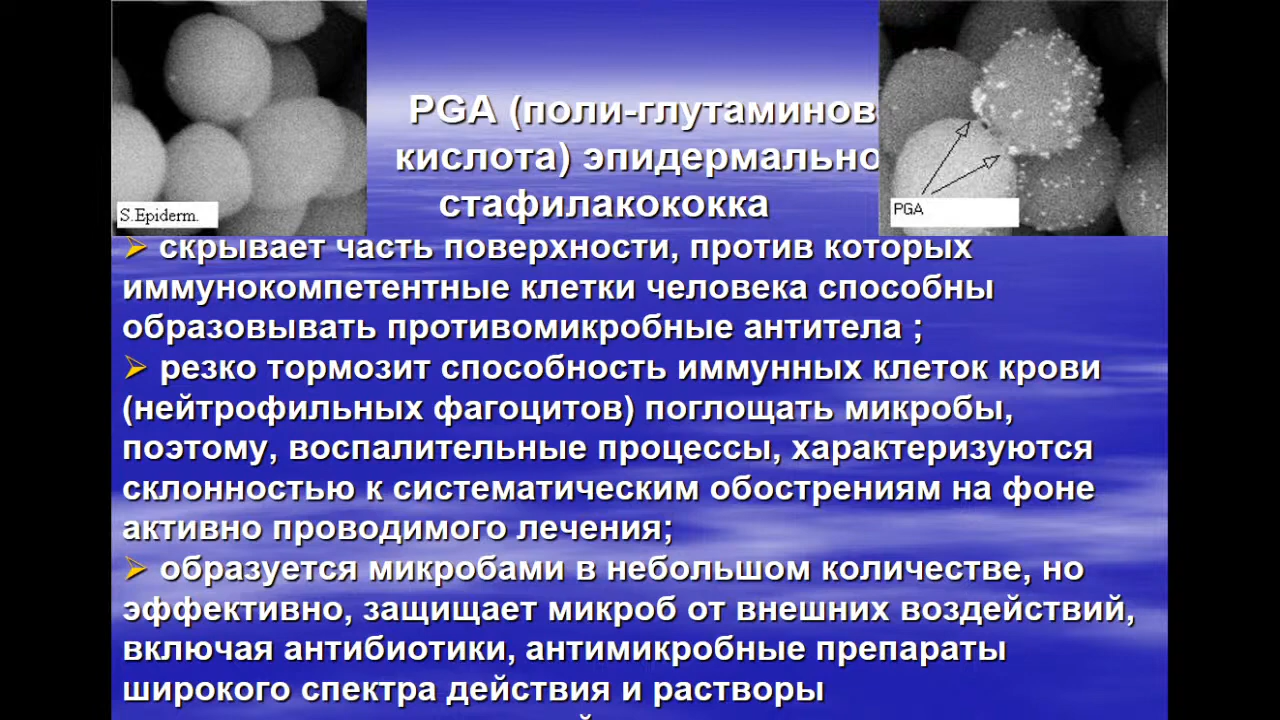 S.Epiderm.
PGA (поли-глутаминов
кислота) эпидермально
стафилакококка
PGA
скрывает часть поверхности, против которых
иммунокомпетентные клетки человека способны
образовывать противомикробные антитела ;
резко тормозит способность иммунных клеток крови
(нейтрофильных фагоцитов) поглощать микробы,
поэтому, воспалительные процессы, характеризуются
склонностью к систематическим обострениям на фоне
активно проводимого лечения;
образуется микробами в небольшом количестве, но
эффективно, защищает микроб от внешних воздействий,
включая антибиотики, антимикробные препараты
широкого спектра действия и растворы